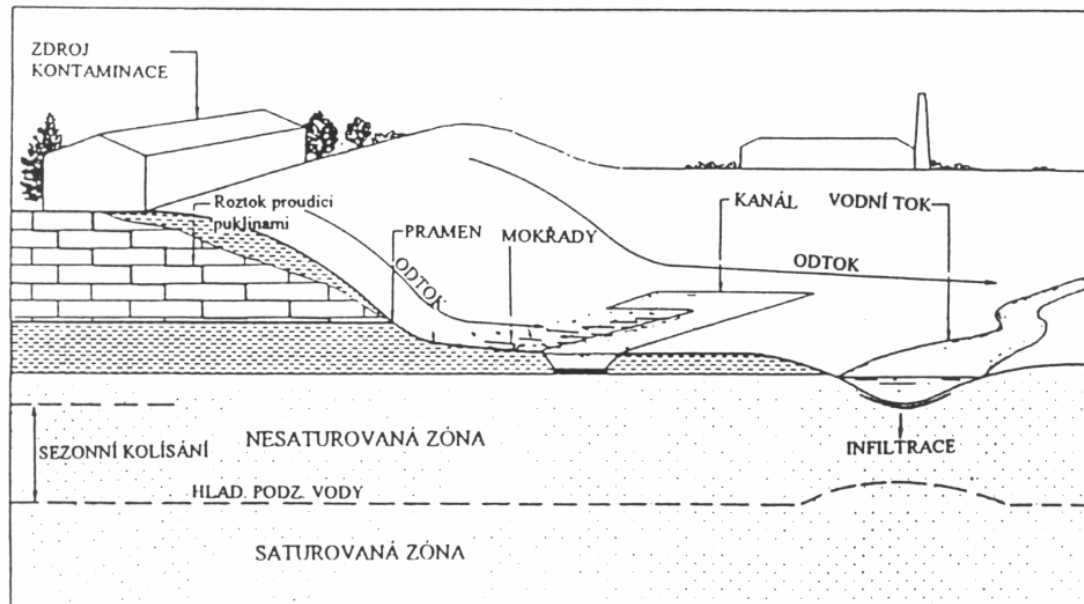 ZDROJ
KONTAMINACE
Roztok proudící
puklinami
KANÁL
VODNÍ TOK
PRAMEN
MOKŘADY
ODTOK
ODTOK
NESATUROVANÁ ZÓNA
SEZONNÍ KOLÍSÁNÍ
INFILTRACE
HLAD. PODZ. VODY
SATUROVANÁ ZÓNA